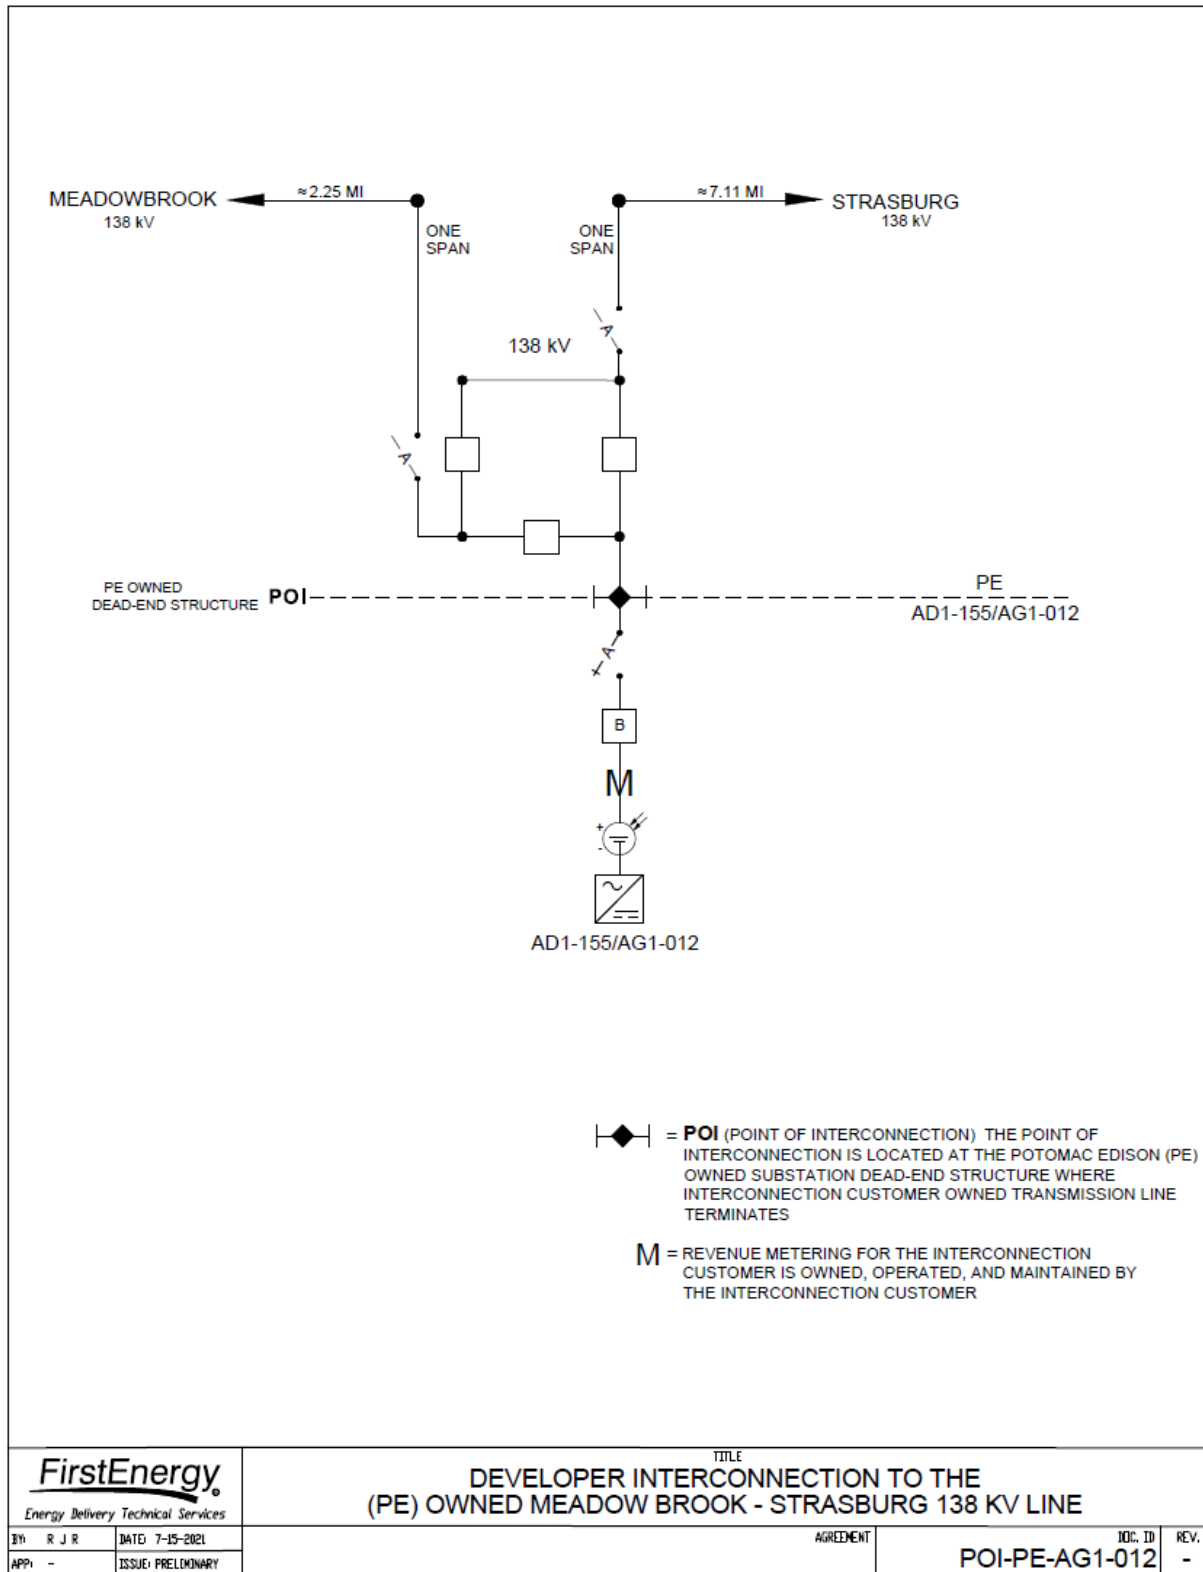 MEADOWBROOK
138 kV
≈2.25 MI
≈7.11 MI
STRASBURG
138 kV
ONE
SPAN
ONE
SPAN
A
138 kV
A
PE OWNED
DEAD-END STRUCTURE
POI
PE
AD1-155/AG1-012
A
B
M
+
-
AD1-155/AG1-012
= POI (POINT OF INTERCONNECTION) THE POINT OF
INTERCONNECTION IS LOCATED AT THE POTOMAC EDISON (PE)
OWNED SUBSTATION DEAD-END STRUCTURE WHERE
INTERCONNECTION CUSTOMER OWNED TRANSMISSION LINE
TERMINATES
M = REVENUE METERING FOR THE INTERCONNECTION
CUSTOMER IS OWNED, OPERATED, AND MAINTAINED BY
THE INTERCONNECTION CUSTOMER
FirstEnergy®
Energy Delivery Technical Services
TITLE
DEVELOPER INTERCONNECTION TO THE
(PE) OWNED MEADOW BROOK - STRASBURG 138 KV LINE
BY: R J R
DATE: 7-15-2021
APP: -
ISSUE: PRELIMINARY
AGREEMENT
DOC. ID
POI-PE-AG1-012
REV.
-